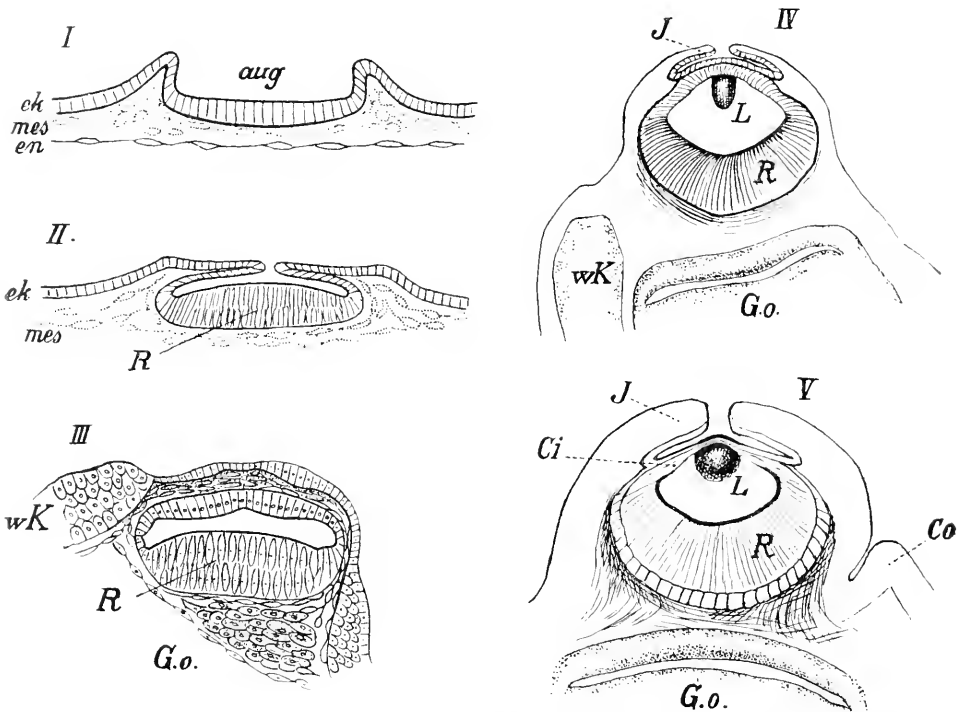 I
aug
ek
mes
en
II.
ek
mes
R
III
wK
R
G.o.
IV
J
L
R
wK
G.o.
V
J
Ci
L
R
Co
G.o.